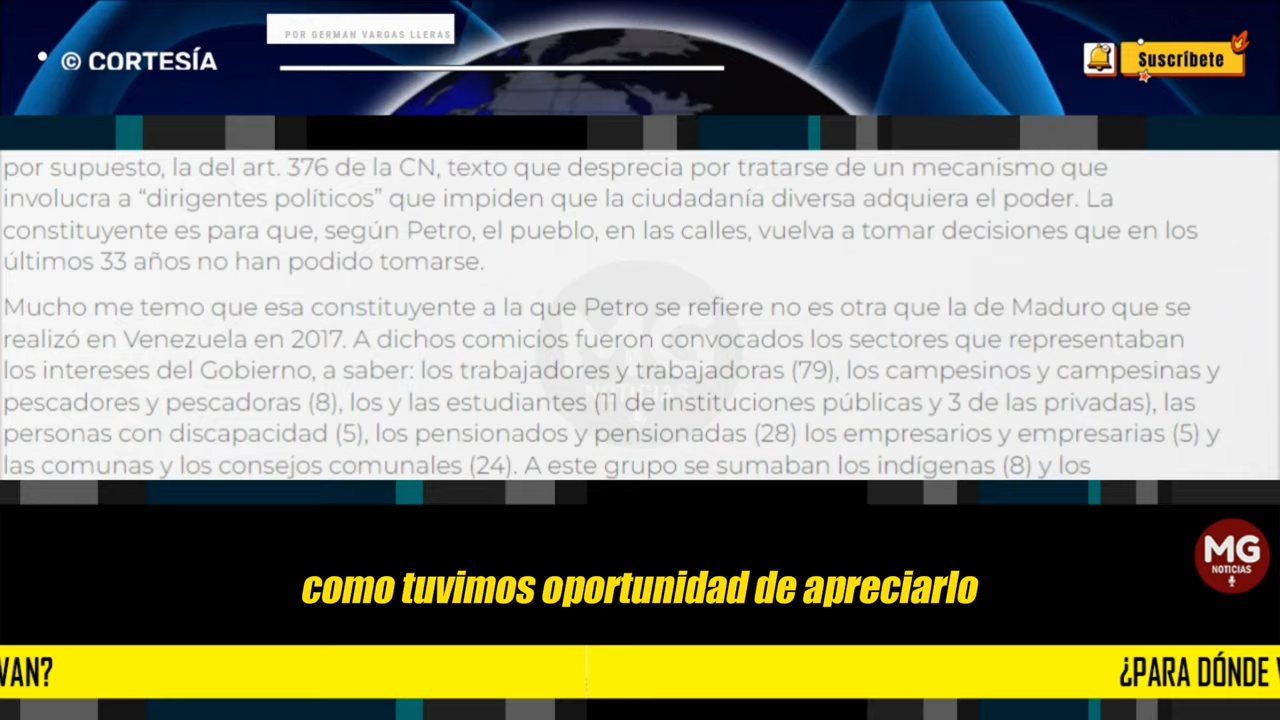 POR GERMAN VARGAS LLERAS
© CORTESÍA
Suscríbete
por supuesto, la del art. 376 de la CN, texto que desprecia por tratarse de un mecanismo que
involucra a “dirigentes políticos” que impiden que la ciudadanía diversa adquiera el poder. La
constituyente es para que, según Petro, el pueblo, en las calles, vuelva a tomar decisiones que en los
últimos 33 años no han podido tomarse.
Mucho me temo que esa constituyente a la que Petro se refiere no es otra que la de Maduro que se
realizó en Venezuela en 2017. A dichos comicios fueron convocados los sectores que representaban
los intereses del Gobierno, a saber: los trabajadores y trabajadoras (79), los campesinos y campesinas y
pescadores y pescadoras (8), los y las estudiantes (11 de instituciones públicas y 3 de las privadas), las
personas con discapacidad (5), los pensionados y pensionadas (28) los empresarios y empresarias (5) y
las comunas y los consejos comunales (24). A este grupo se sumaban los indígenas (8) y los
MG
NOTICIAS
MG
NOTICIAS
como tuvimos oportunidad de apreciarlo
VAN?
¿PARA DÓNDE V